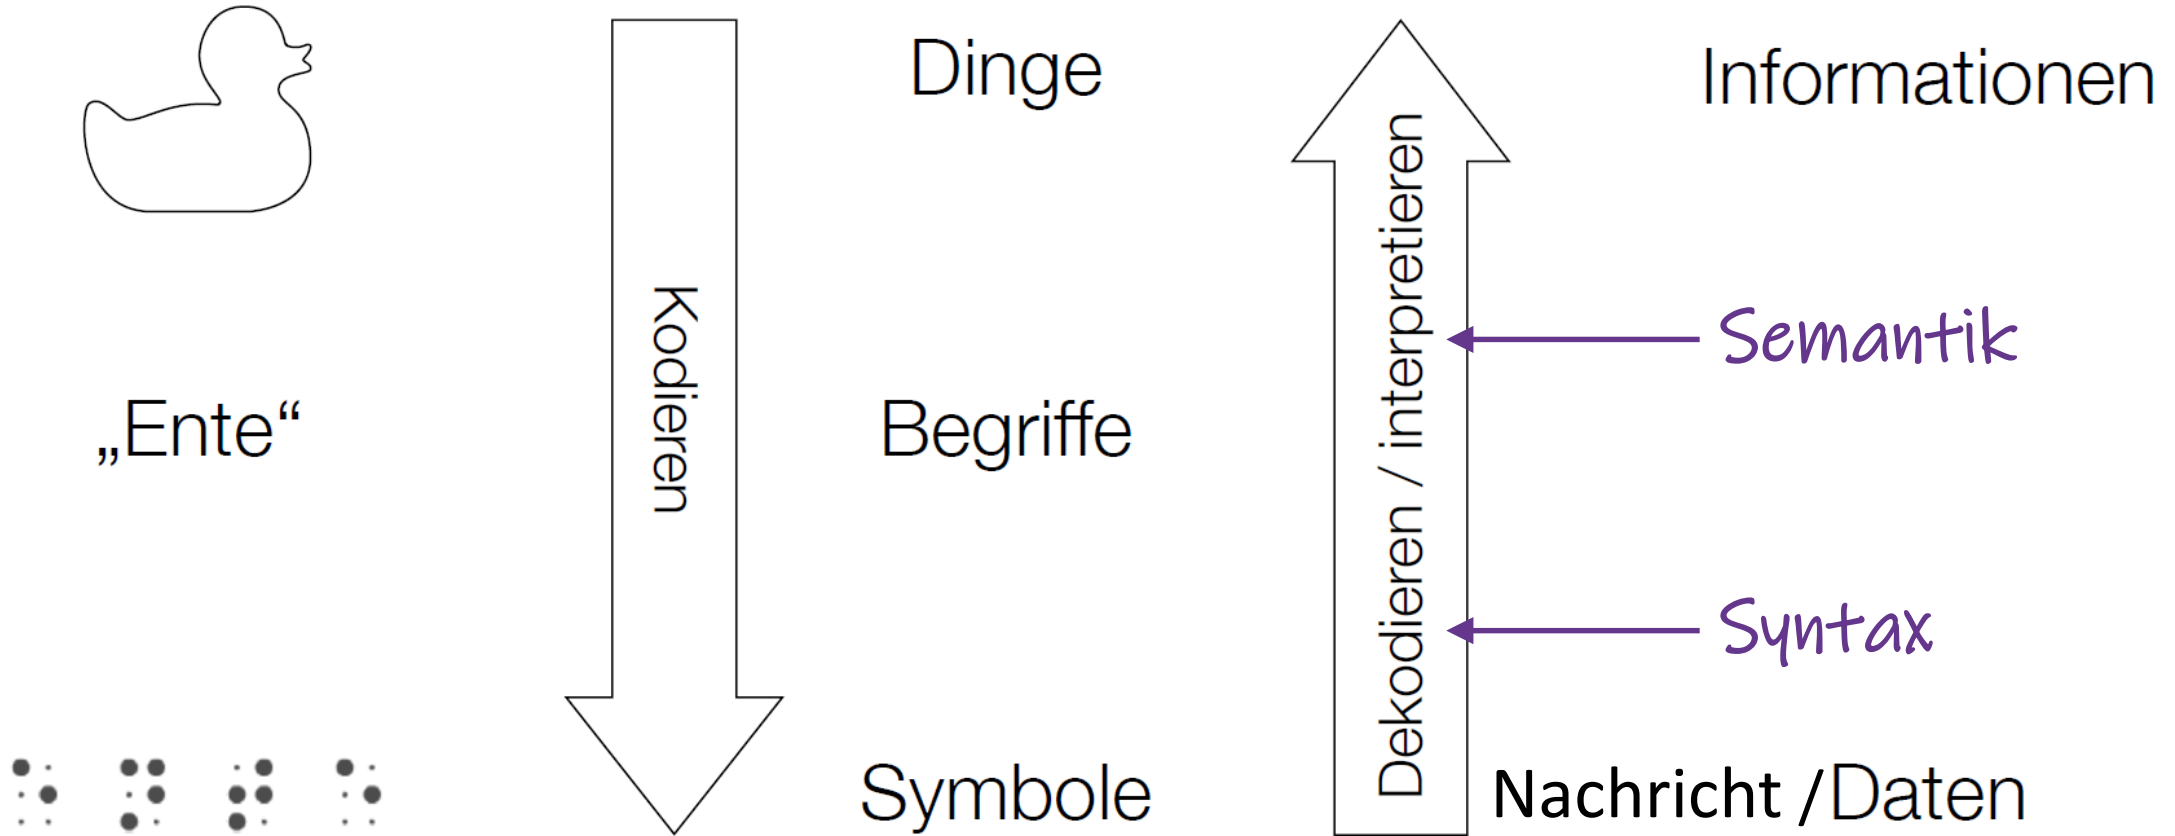 Dinge
Informationen
Kodieren
Dekodieren / interpretieren
Semantik
„Ente“
Begriffe
Syntax
⠑⠝⠞⠑
Symbole
Nachricht /Daten